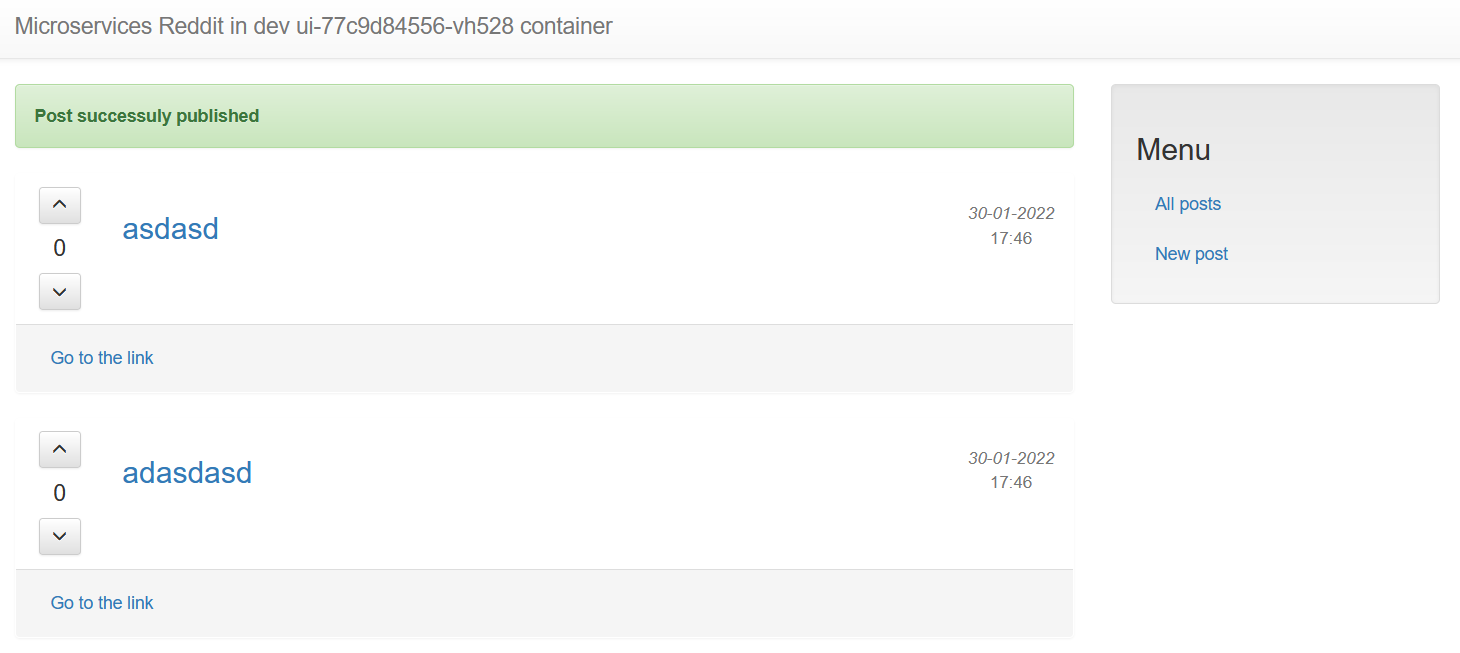 Microservices Reddit in dev ui-77c9d84556-vh528 container
Post successuly published
Menu
All posts
New post
asdasd
0
30-01-2022
17:46
Go to the link
adasdasd
0
30-01-2022
17:46
Go to the link